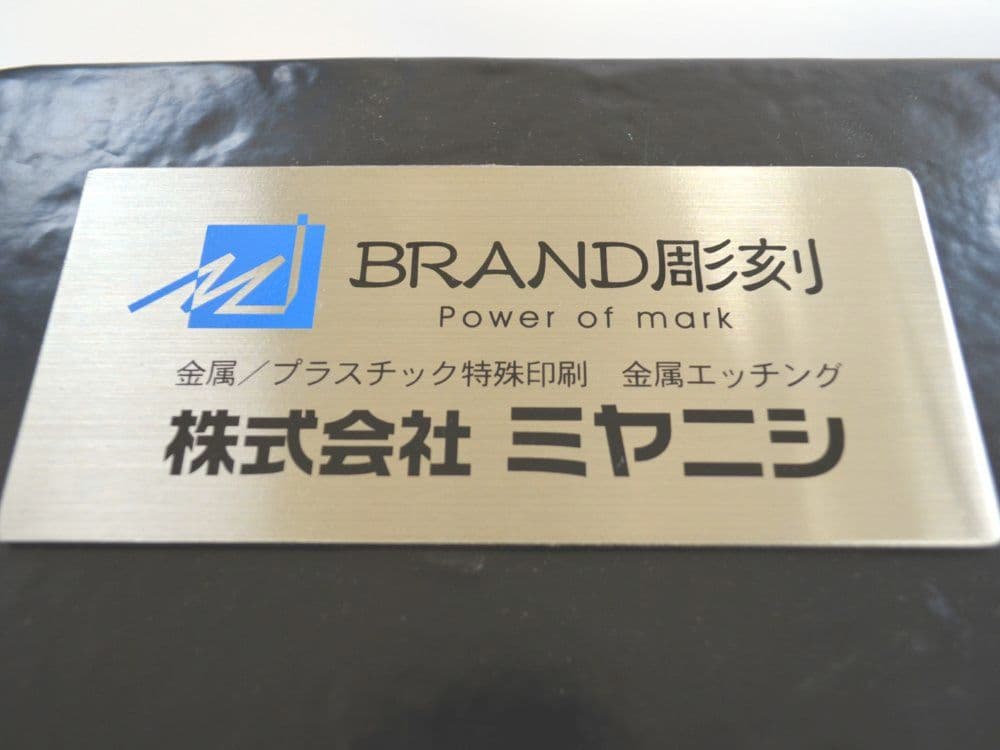 BRAND彫刻
Power of mark
金属／プラスチック特殊印刷　金属エッチング
株式会社 ミヤニシ